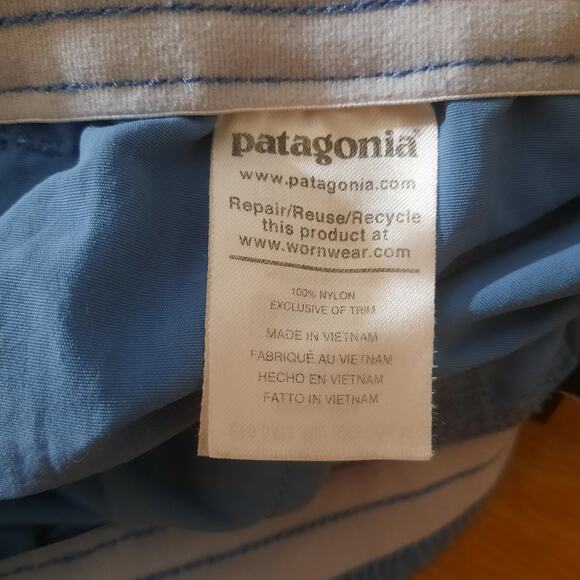 patagonia®
www.patagonia.com
Repair/Reuse/Recycle
this product at
www.wornwear.com
100% NYLON
EXCLUSIVE OF TRIM
MADE IN VIETNAM
FABRIQUÉ AU VIETNAM
HECHO EN VIETNAM
FATTO IN VIETNAM